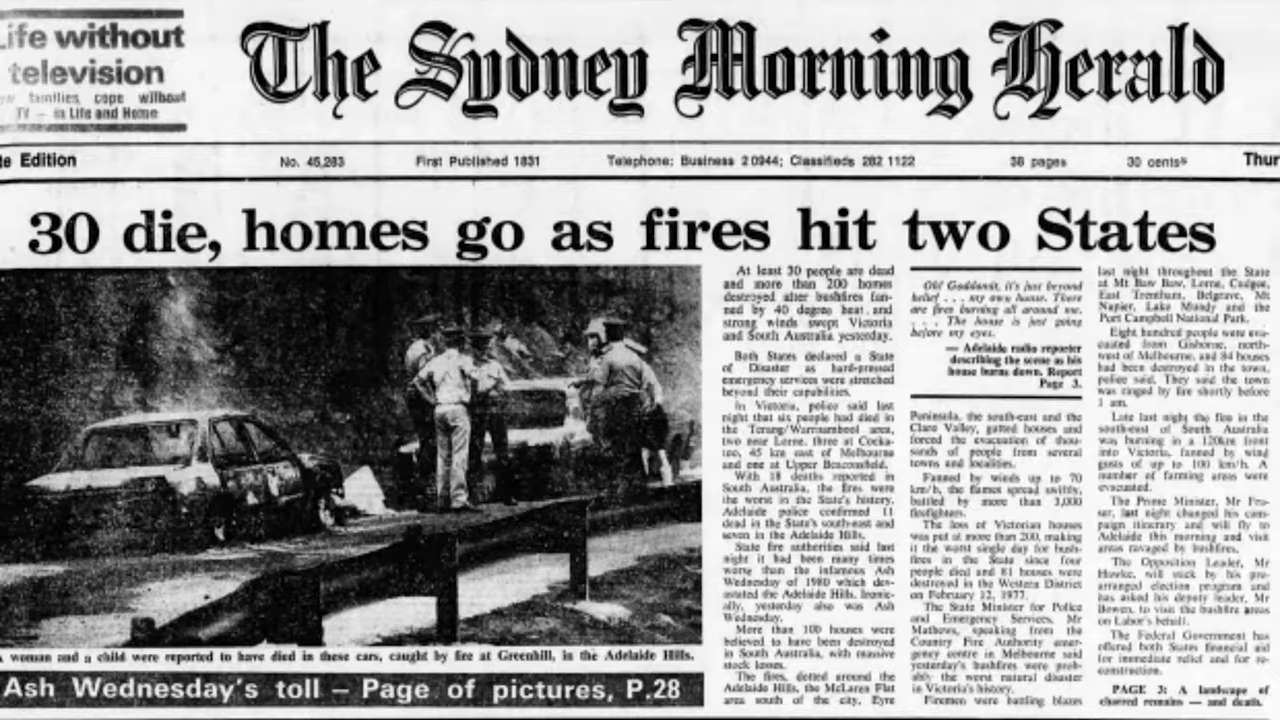 Life without
television
families cope without
TV — in Life and Home
The Sydney Morning Herald
Edition
No. 45,283
First Published 1831
Telephone: Business 2 0944; Classifieds 282 1122
38 pages
30 cents*
Thur
30 die, homes go as fires hit two States
A woman and a child were reported to have died in these cars, caught by fire at Greenhill, in the Adelaide Hills.
Ash Wednesday's toll – Page of pictures, P.28
At least 30 people are dead
and more than 200 homes
destroyed after bushfires fan-
ned by 40 degree heat and
strong winds swept Victoria
and South Australia yesterday.
Both States declared a State
of Disaster as hard-pressed
emergency services were stretched
beyond their capabilities.
In Victoria, police said last
night that six people had died in
the Terang/Warrnambool area,
two near Lorne, three at Cocka-
too, 45 km east of Melbourne
and one at Upper Beaconsfield.
With 18 deaths reported in
South Australia, the fires were
the worst in the State's history.
Adelaide police confirmed 11
dead in the State's south-east and
seven in the Adelaide Hills.
State fire authorities said last
night it had been many times
worse than the infamous Ash
Wednesday of 1980 which dev-
astated the Adelaide Hills. Ironic-
ally, yesterday also was Ash
Wednesday.
More than 100 houses were
believed to have been destroyed
in South Australia, with massive
stock losses.
The fires, dotted around the
Adelaide Hills, the McLaren Flat
area south of the city, Eyre
Oh! Goddamit, it's just beyond
belief . . . my own house. There
are fires burning all around me.
. . . . The house is just going
before my eyes.
— Adelaide radio reporter
describing the scene as his
house burns down. Report
Page 3.
Peninsula, the south-east and the
Clare Valley, gutted houses and
forced the evacuation of thou-
sands of people from several
towns and localities.
Fanned by winds up to 70
km/h, the flames spread swiftly,
battled by more than 3,000
firefighters.
The loss of Victorian houses
was put at more than 200, making
it the worst single day for bush-
fires in the State since four
people died and 81 houses were
destroyed in the Western District
on February 12, 1977.
The State Minister for Police
and Emergency Services, Mr
Mathews, speaking from the
Country Fire Authority emer-
gency centre in Melbourne said
yesterday's bushfires were prob-
ably the worst natural disaster
in Victoria's history.
Firemen were battling blazes
last night throughout the State
at Mt Baw Baw, Lorne, Cudgee,
East Trentham, Belgrave, Mt
Napier, Lake Mundy and the
Port Campbell National Park.
Eight hundred people were eva-
cuated from Gisborne, north-
west of Melbourne, and 84 houses
had been destroyed in the town,
police said. They said the town
was ringed by fire shortly before
1 am.
Late last night the fire in the
south-east of South Australia
was burning in a 120km front
into Victoria, fanned by wind
gusts of up to 100 km/h. A
number of farming areas were
evacuated.
The Prime Minister, Mr Fra-
ser, last night changed his cam-
paign itinerary and will fly to
Adelaide this morning and visit
areas ravaged by bushfires.
The Opposition Leader, Mr
Hawke, will stick by his pre-
arranged election program and
has asked his deputy leader, Mr
Bowen, to visit the bushfire areas
on Labor's behalf.
The Federal Government has
offered both States financial aid
for immediate relief and for re-
construction.
PAGE 3: A landscape of
charred remains — and death.